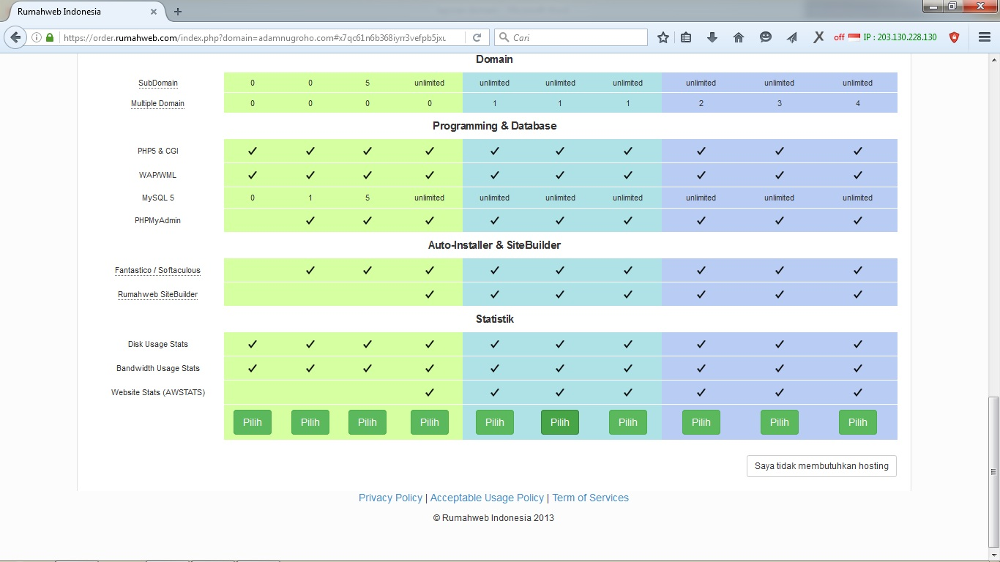 Rumahweb Indonesia
https://order.rumahweb.com/index.php?domain=adamnugroho.com#x7qc61n6b368iyrr3vefpb5jxu
Cari
off IP : 203.130.228.130
Domain
SubDomain 0 0 5 unlimited unlimited unlimited unlimited unlimited unlimited unlimited
Multiple Domain 0 0 0 0 1 1 1 2 3 4
Programming & Database
PHP5 & CGI
WAP/WML
MySQL 5 0 1 5 unlimited unlimited unlimited unlimited unlimited unlimited unlimited
PHPMyAdmin
Auto-Installer & SiteBuilder
Fantastico / Softaculous
Rumahweb SiteBuilder
Statistik
Disk Usage Stats
Bandwidth Usage Stats
Website Stats (AWSTATS)
Pilih Pilih Pilih Pilih Pilih Pilih Pilih Pilih Pilih Pilih
Saya tidak membutuhkan hosting
Privacy Policy | Acceptable Usage Policy | Term of Services
© Rumahweb Indonesia 2013